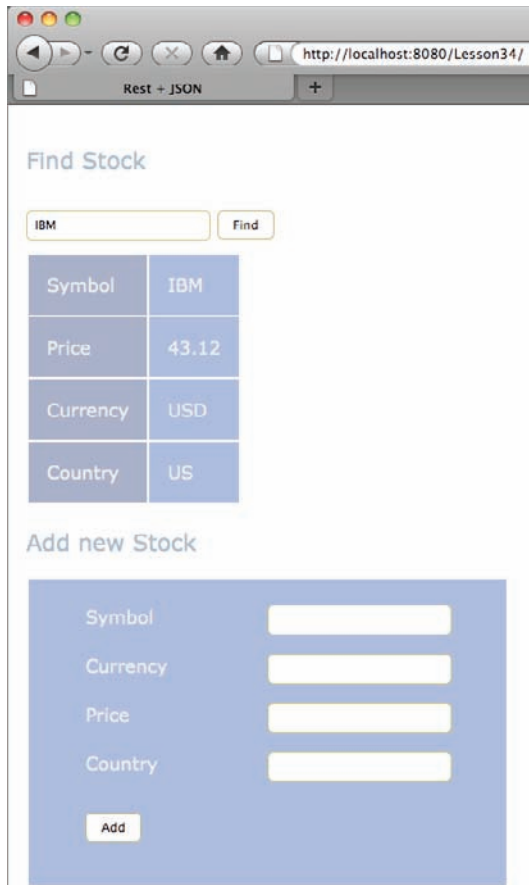 http://localhost:8080/Lesson34/
Rest + JSON
+
Find Stock
IBM Find
Symbol IBM
Price 43.12
Currency USD
Country US
Add new Stock
Symbol
Currency
Price
Country
Add